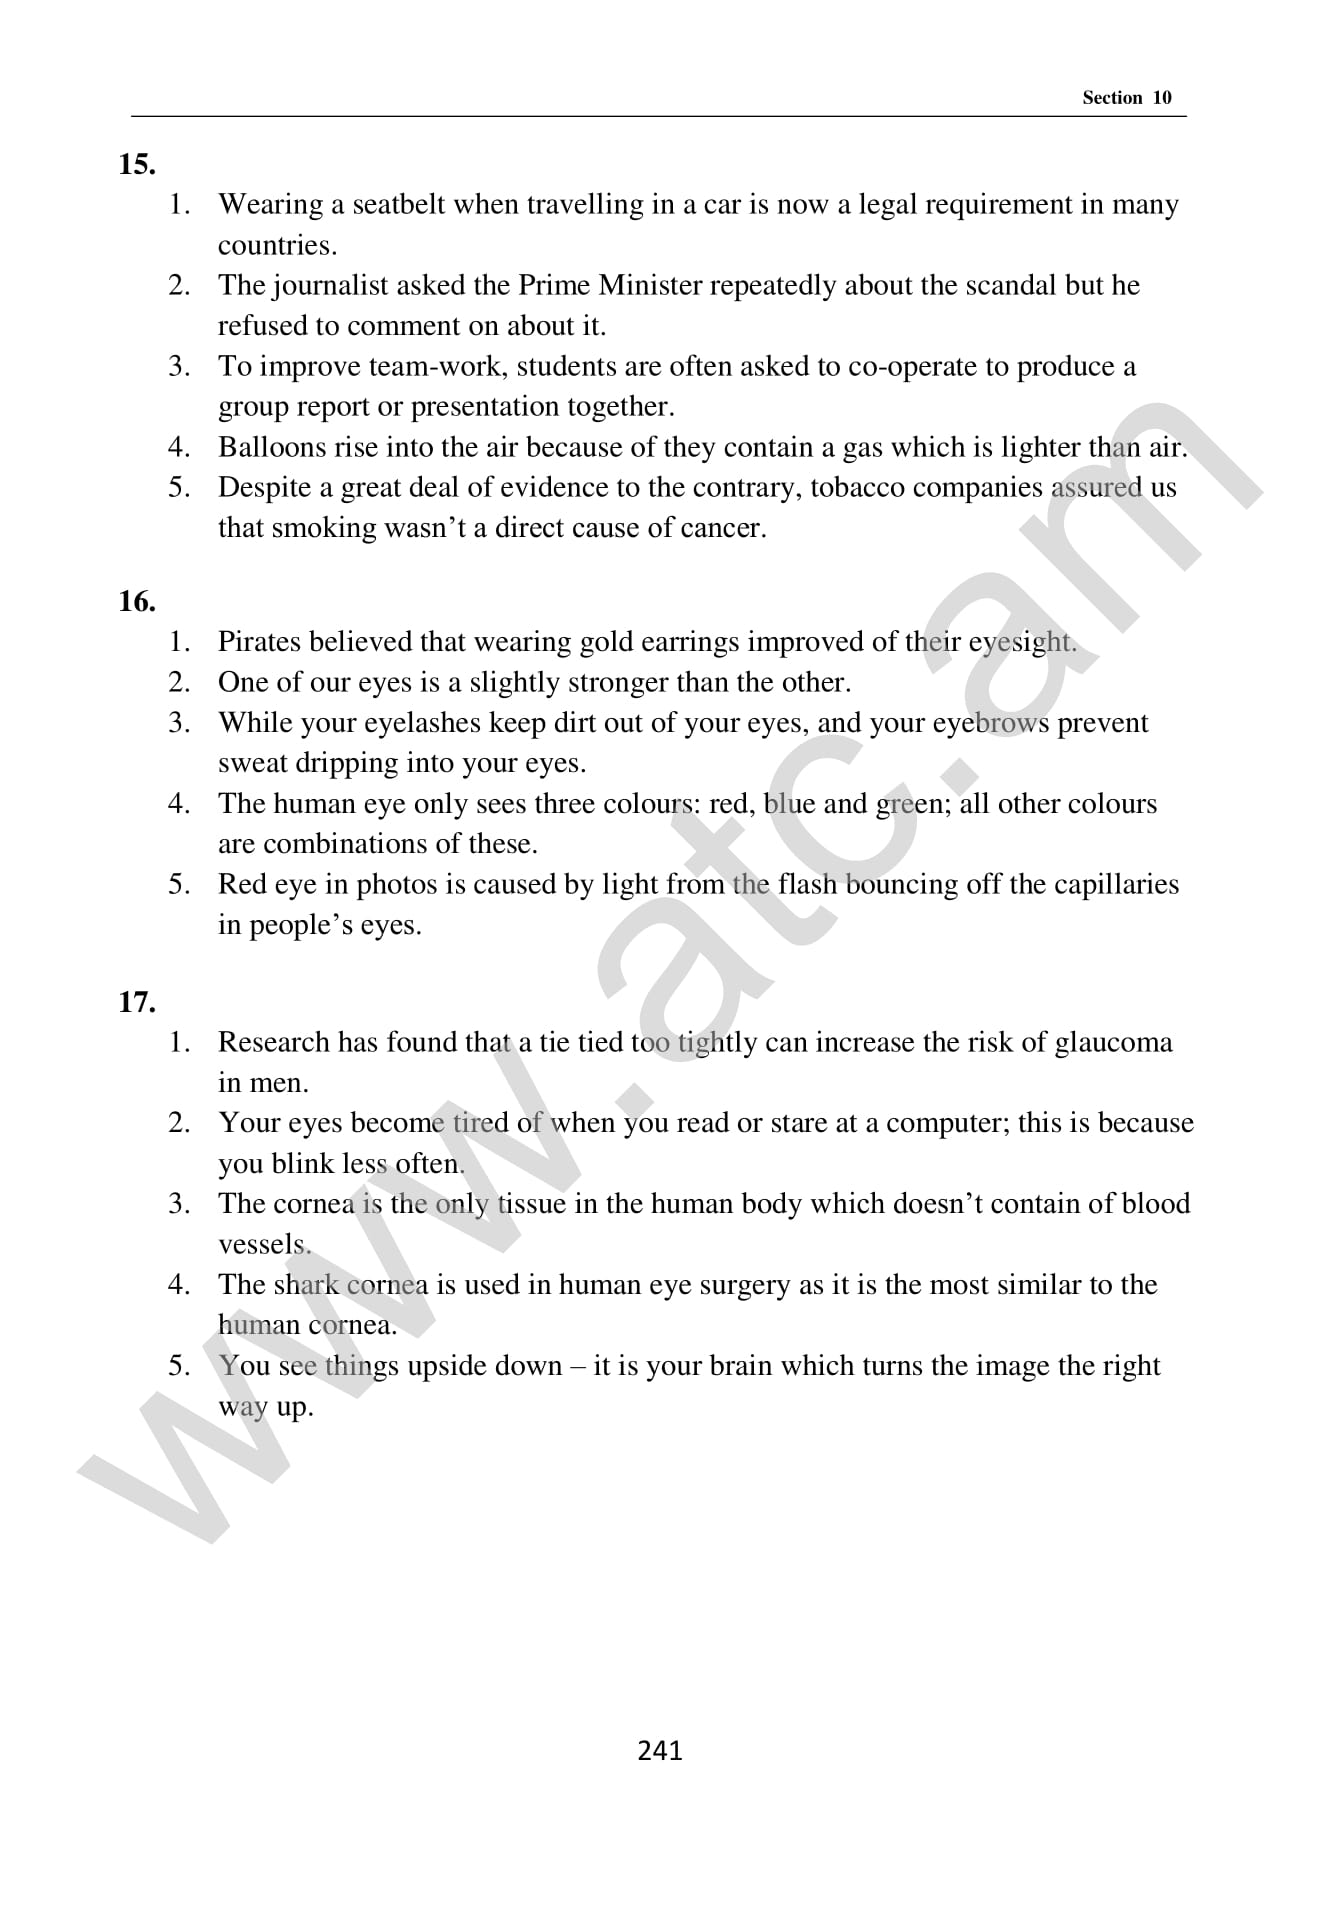 Section 10
15.
1. Wearing a seatbelt when travelling in a car is now a legal requirement in many
countries.
2. The journalist asked the Prime Minister repeatedly about the scandal but he
refused to comment on about it.
3. To improve team-work, students are often asked to co-operate to produce a
group report or presentation together.
4. Balloons rise into the air because of they contain a gas which is lighter than air.
5. Despite a great deal of evidence to the contrary, tobacco companies assured us
that smoking wasn’t a direct cause of cancer.
16.
1. Pirates believed that wearing gold earrings improved of their eyesight.
2. One of our eyes is a slightly stronger than the other.
3. While your eyelashes keep dirt out of your eyes, and your eyebrows prevent
sweat dripping into your eyes.
4. The human eye only sees three colours: red, blue and green; all other colours
are combinations of these.
5. Red eye in photos is caused by light from the flash bouncing off the capillaries
in people’s eyes.
17.
1. Research has found that a tie tied too tightly can increase the risk of glaucoma
in men.
2. Your eyes become tired of when you read or stare at a computer; this is because
you blink less often.
3. The cornea is the only tissue in the human body which doesn’t contain of blood
vessels.
4. The shark cornea is used in human eye surgery as it is the most similar to the
human cornea.
5. You see things upside down – it is your brain which turns the image the right
way up.
www.atc.am
241